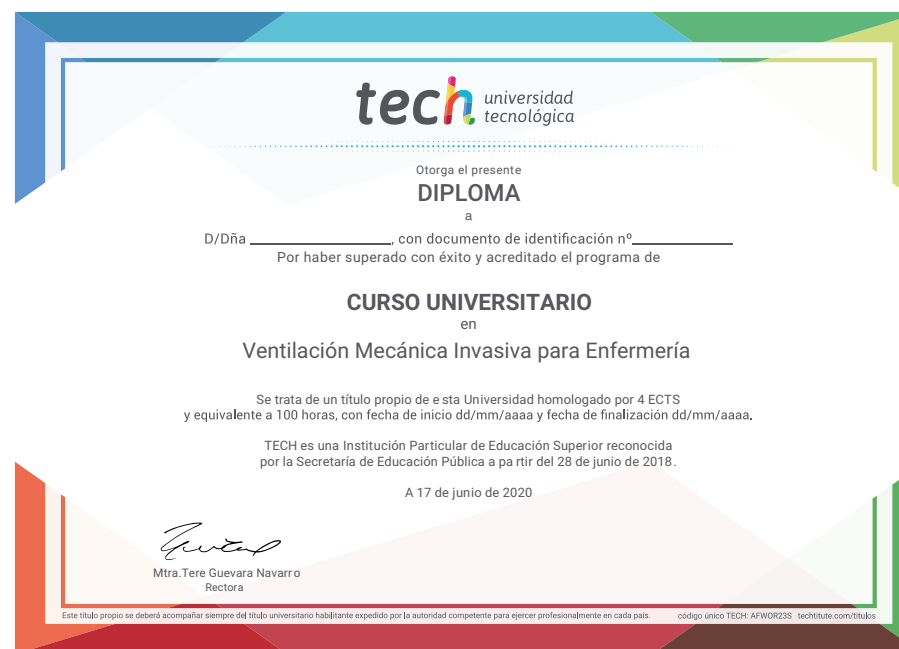 tech universidad
tecnológica
Otorga el presente
DIPLOMA
a
D/Dña ____________________, con documento de identificación nº______________
Por haber superado con éxito y acreditado el programa de
CURSO UNIVERSITARIO
en
Ventilación Mecánica Invasiva para Enfermería
Se trata de un título propio de e sta Universidad homologado por 4 ECTS
y equivalente a 100 horas, con fecha de inicio dd/mm/aaaa y fecha de finalización dd/mm/aaaa.
TECH es una Institución Particular de Educación Superior reconocida
por la Secretaría de Educación Pública a pa rtir del 28 de junio de 2018.
A 17 de junio de 2020
Mtra.Tere Guevara Navarro
Rectora
Este título propio se deberá acompañar siempre del título universitario habilitante expedido por la autoridad competente para ejercer profesionalmente en cada país. código único TECH: AFWOR23S techtitute.com/titulos